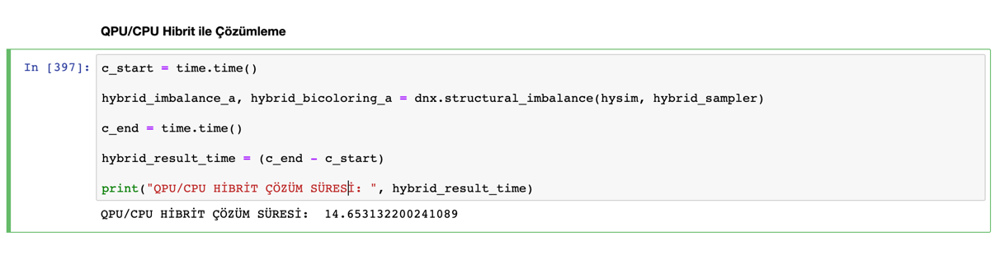 QPU/CPU Hibrit ile Çözümleme
In [397]: c_start = time.time()
hybrid_imbalance_a, hybrid_bicoloring_a = dnx.structural_imbalance(hysim, hybrid_sampler)
c_end = time.time()
hybrid_result_time = (c_end - c_start)
print("QPU/CPU HİBRİT ÇÖZÜM SÜRESİ: ", hybrid_result_time)
QPU/CPU HİBRİT ÇÖZÜM SÜRESİ:  14.653132200241089